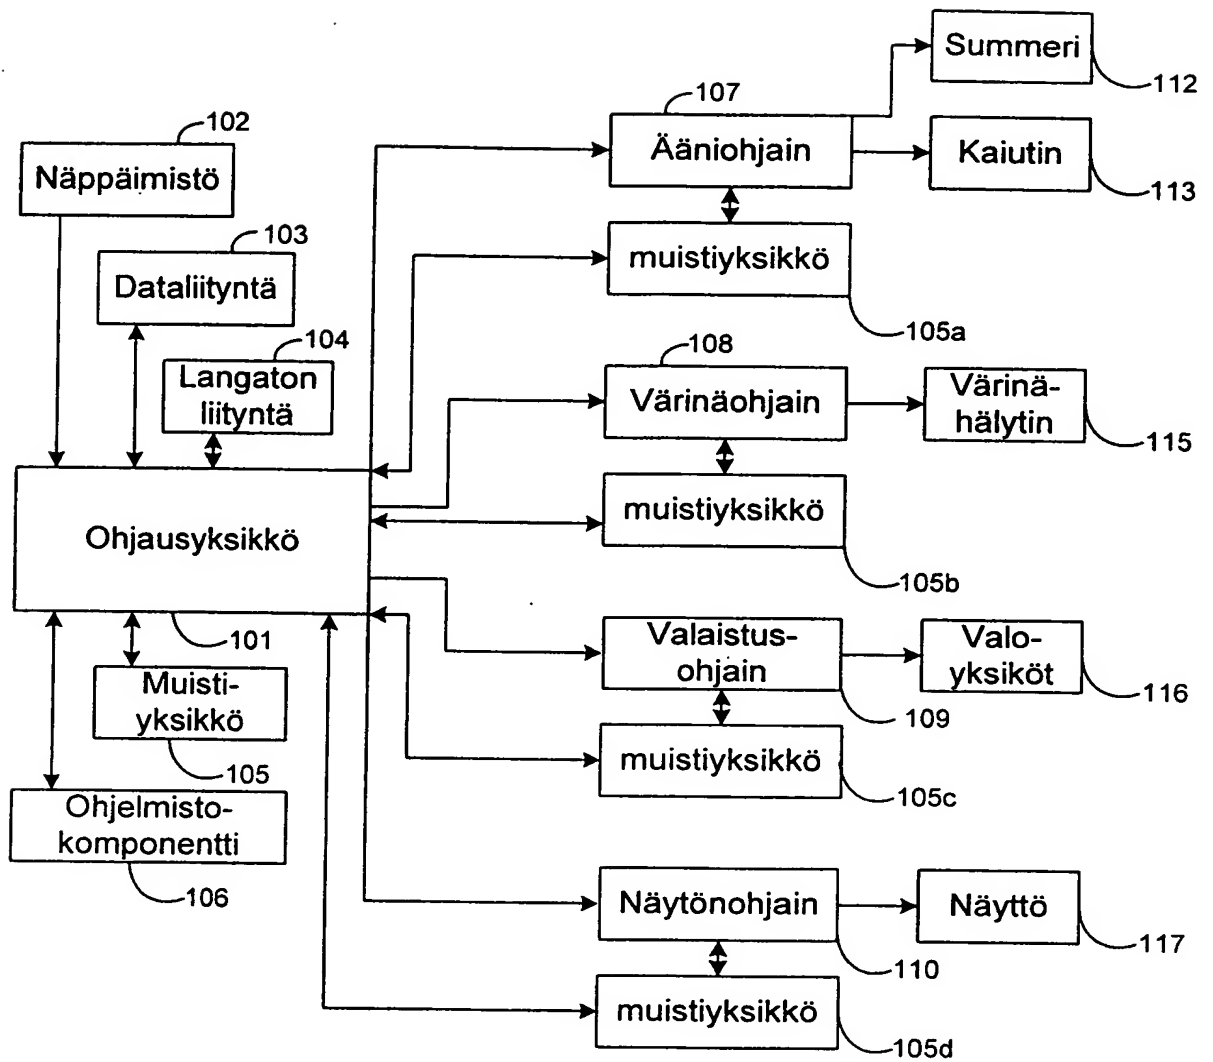 Summeri
112
107
Ääniohjain
Kaiutin
113
102
Näppäimistö
103
Dataliityntä
muistiyksikkö
105a
104
Langaton
liityntä
108
Värinäohjain
Värinä-
hälytin
115
Ohjausyksikkö
101
muistiyksikkö
105b
Valaistus-
ohjain
109
Valo-
yksiköt
116
Muisti-
yksikkö
105
muistiyksikkö
105c
Ohjelmisto-
komponentti
106
Näytönohjain
110
Näyttö
117
muistiyksikkö
105d